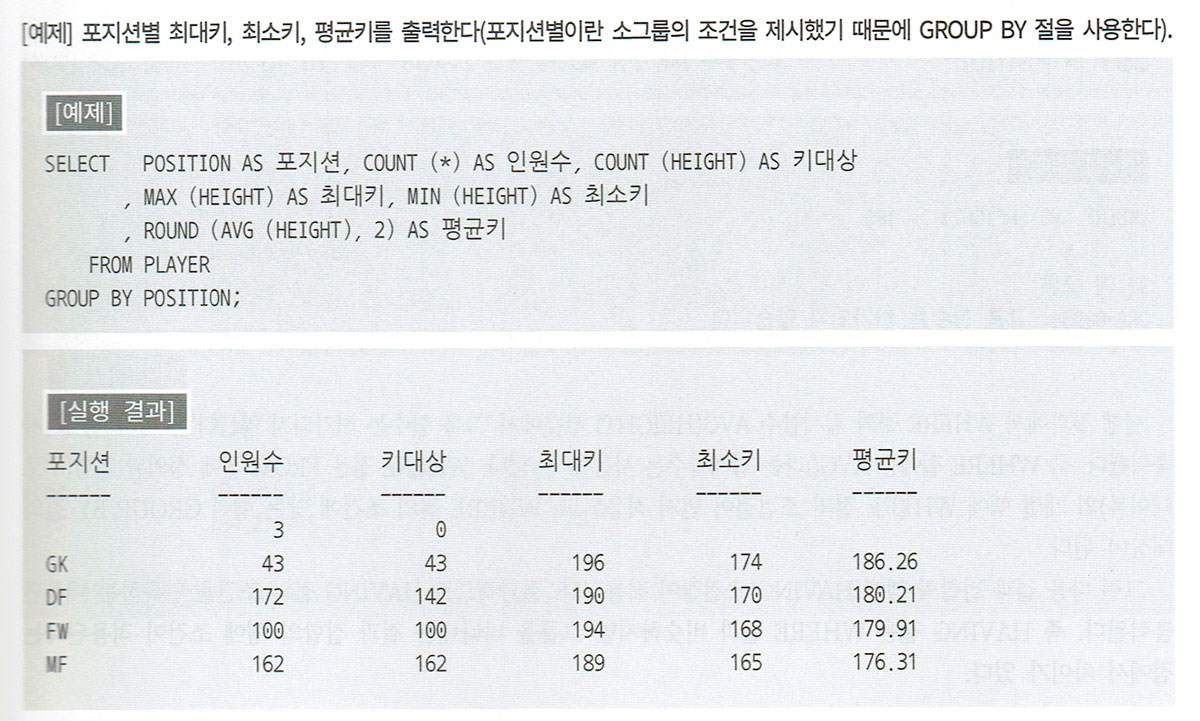 [예제] 포지션별 최대키, 최소키, 평균키를 출력한다(포지션별이란 소그룹의 조건을 제시했기 때문에 GROUP BY 절을 사용한다).
[예제]
SELECT POSITION AS 포지션, COUNT (*) AS 인원수, COUNT (HEIGHT) AS 키대상
, MAX (HEIGHT) AS 최대키, MIN (HEIGHT) AS 최소키
, ROUND (AVG (HEIGHT), 2) AS 평균키
FROM PLAYER
GROUP BY POSITION;
[실행 결과]
포지션 인원수 키대상 최대키 최소키 평균키
------ ------ ------ ------ ------ ------
3 0
GK 43 43 196 174 186.26
DF 172 142 190 170 180.21
FW 100 100 194 168 179.91
MF 162 162 189 165 176.31